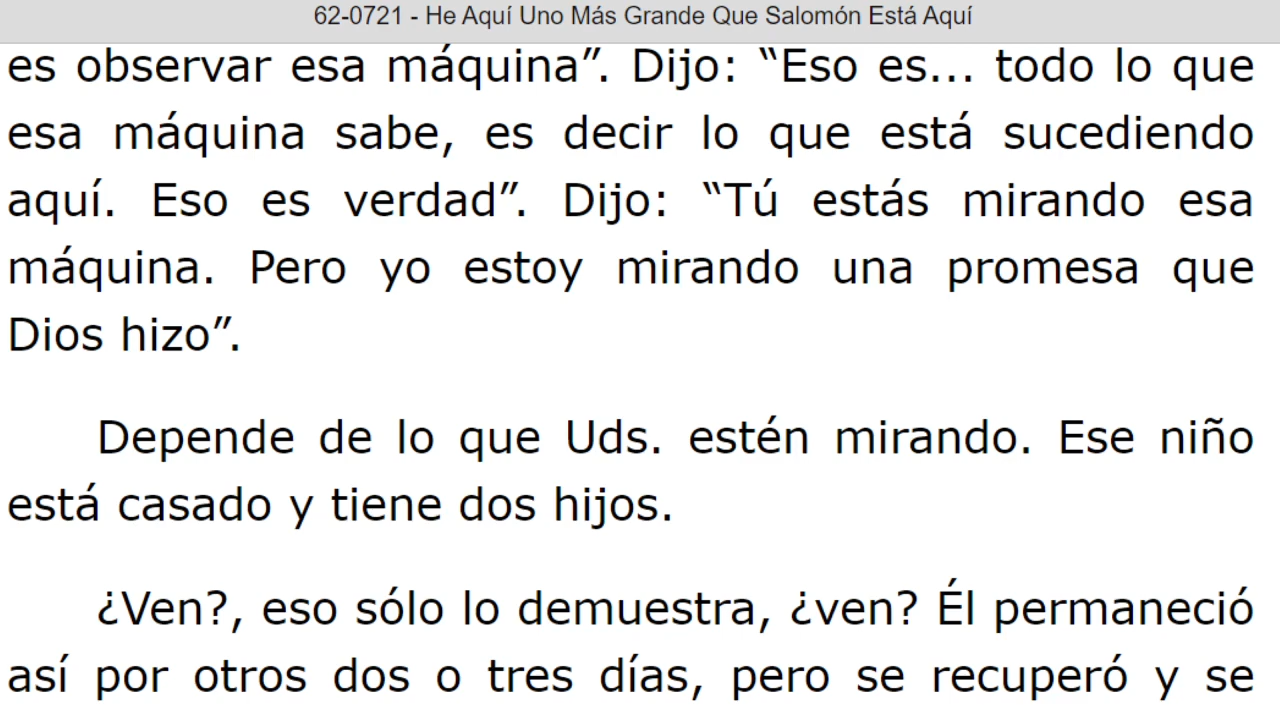 62-0721 - He Aquí Uno Más Grande Que Salomón Está Aquí
es observar esa máquina”. Dijo: “Eso es... todo lo que
esa máquina sabe, es decir lo que está sucediendo
aquí. Eso es verdad”. Dijo: “Tú estás mirando esa
máquina. Pero yo estoy mirando una promesa que
Dios hizo”.
Depende de lo que Uds. estén mirando. Ese niño
está casado y tiene dos hijos.
¿Ven?, eso sólo lo demuestra, ¿ven? Él permaneció
así por otros dos o tres días, pero se recuperó y se